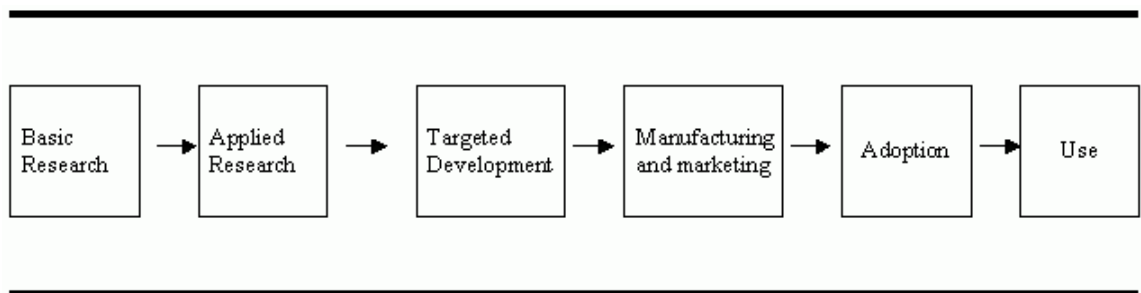 Basic
Research
Applied
Research
Targeted
Development
Manufacturing
and marketing
Adoption
Use